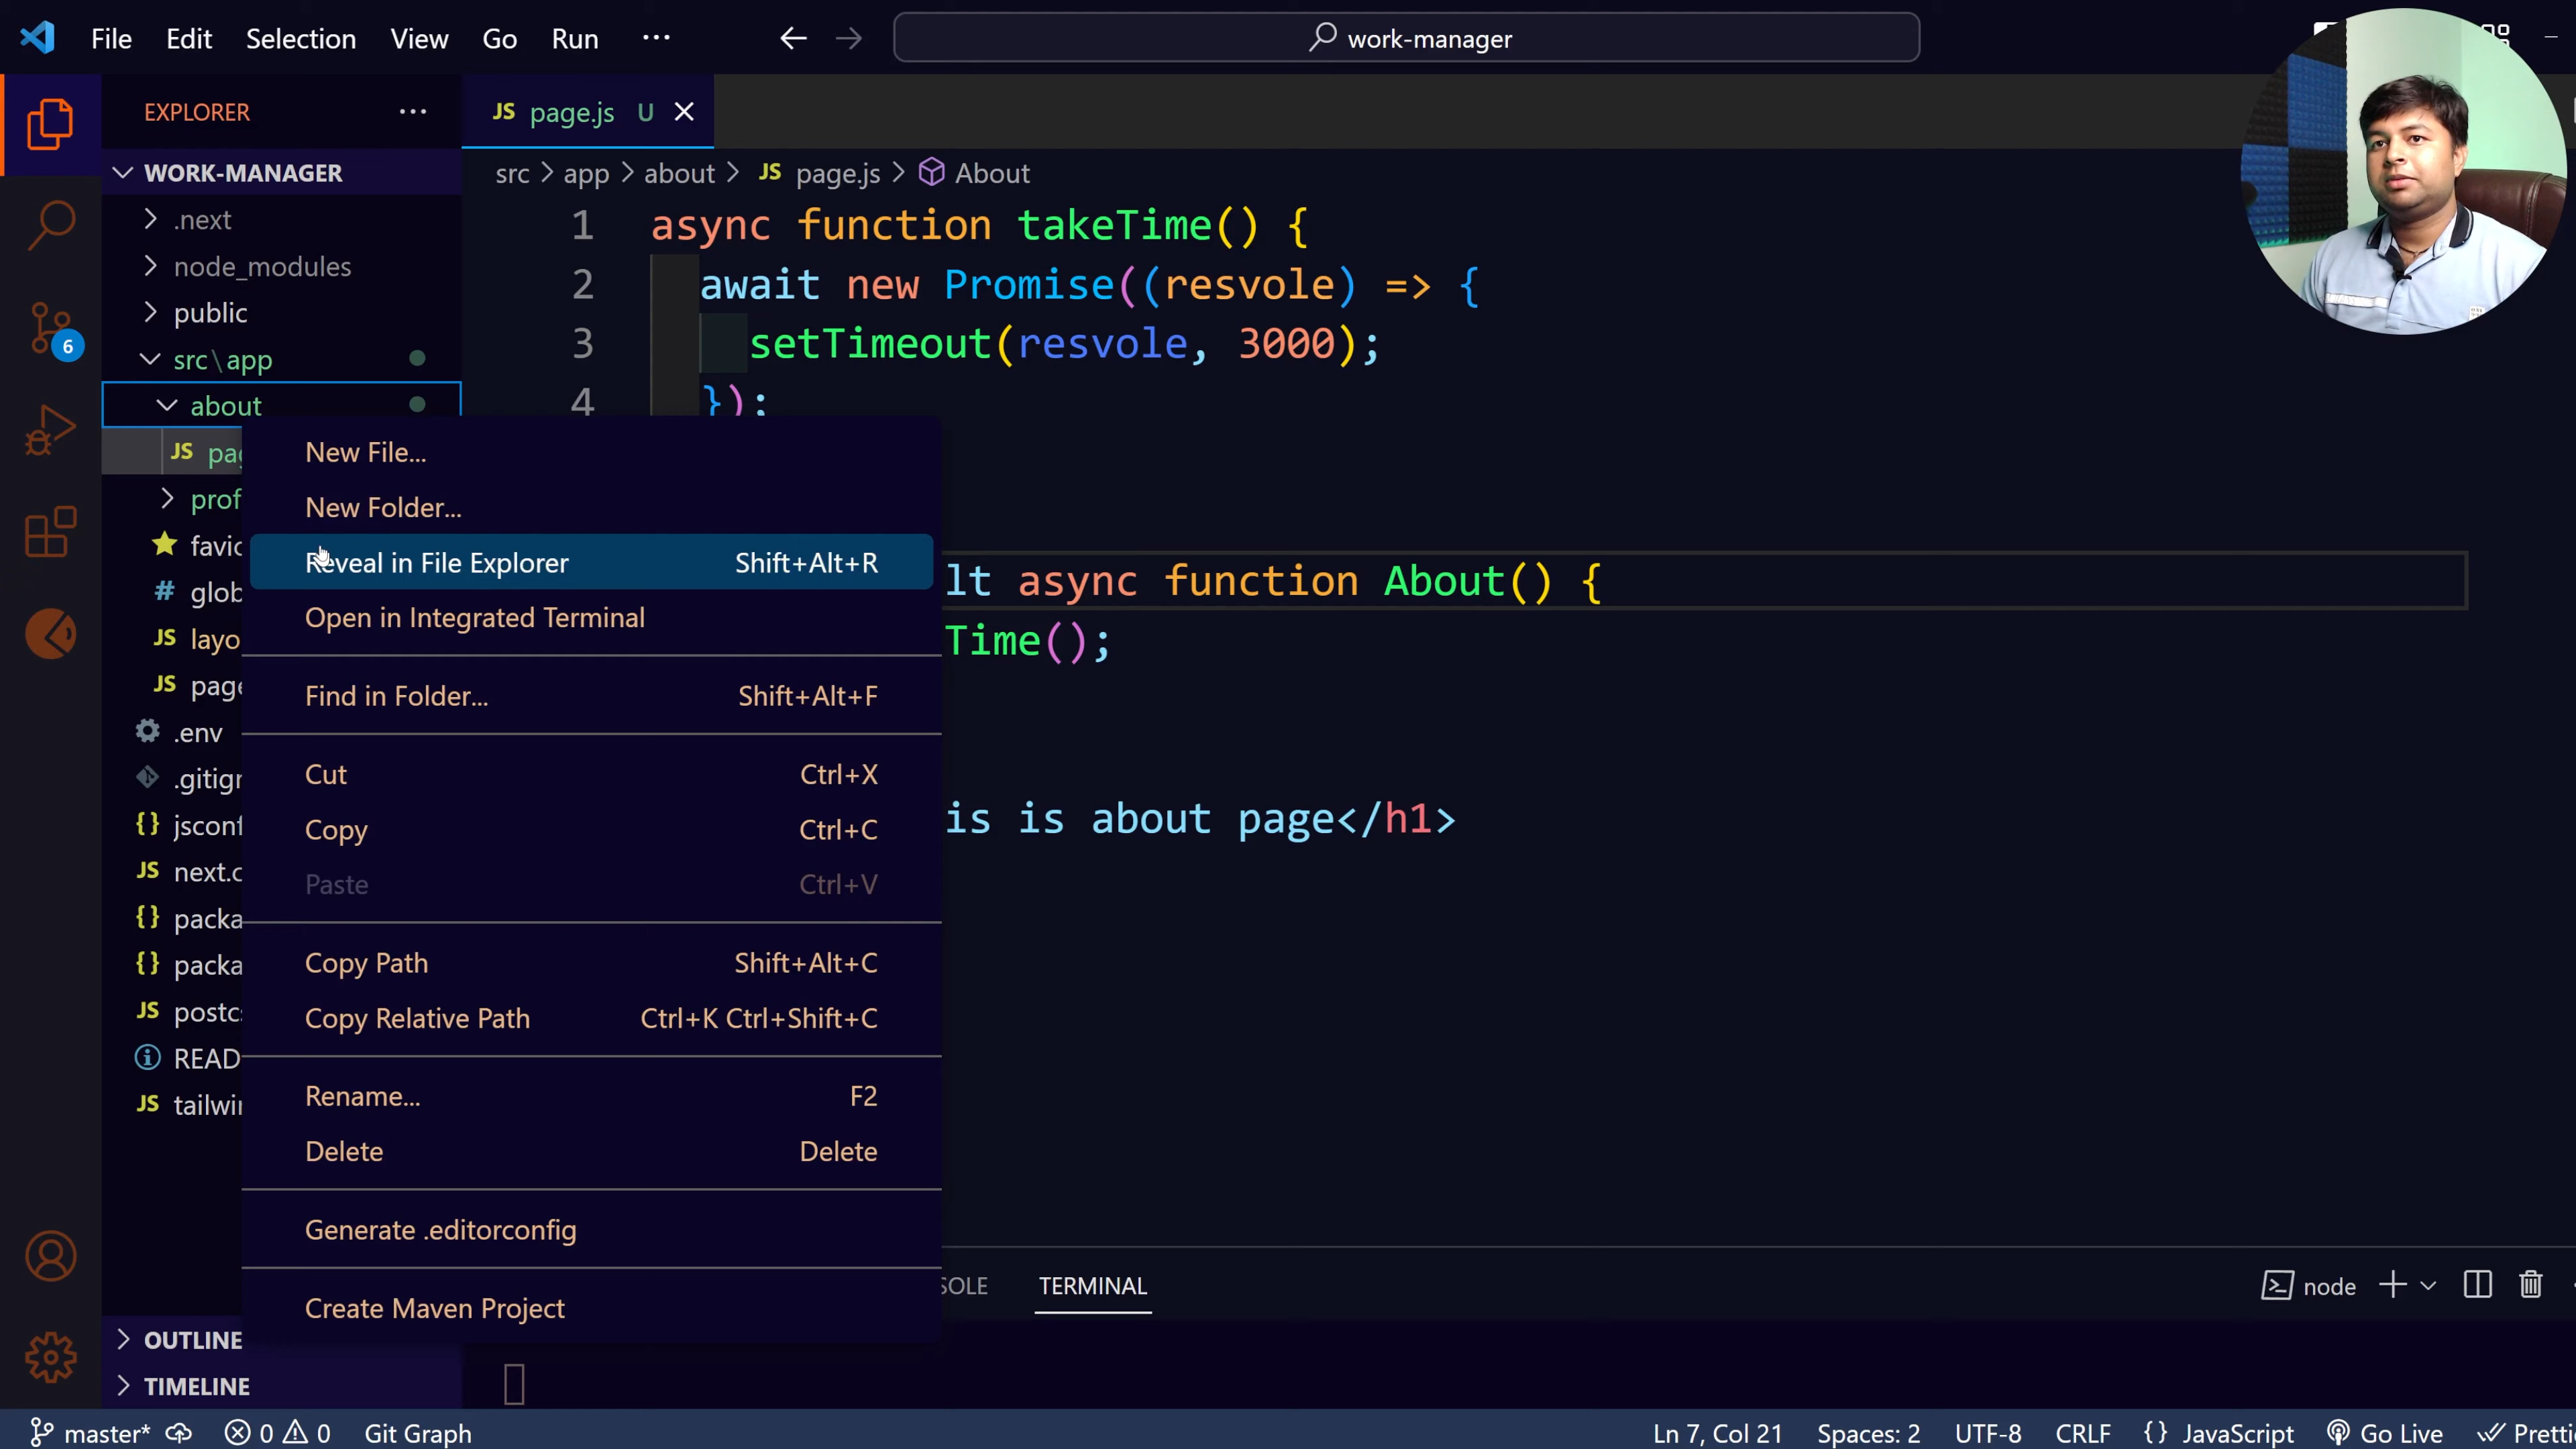 File Edit Selection View Go Run ··· work-manager
EXPLORER ··· JS page.js U
WORK-MANAGER
src > app > about > JS page.js > About
.next
node_modules
public
src\app
about
JS pag
prof
favic
# glob
JS layo
JS page
.env
.gitigr
{} jsconf
JS next.c
{} packa
{} packa
JS postc
READ
JS tailwin
OUTLINE
TIMELINE
6
1 async function takeTime() {
2 await new Promise((resvole) => {
3 setTimeout(resvole, 3000);
4 });
lt async function About() {
Time();
is is about page</h1>
New File...
New Folder...
Reveal in File Explorer Shift+Alt+R
Open in Integrated Terminal
Find in Folder... Shift+Alt+F
Cut Ctrl+X
Copy Ctrl+C
Paste Ctrl+V
Copy Path Shift+Alt+C
Copy Relative Path Ctrl+K Ctrl+Shift+C
Rename... F2
Delete Delete
Generate .editorconfig
Create Maven Project
SOLE TERMINAL node
master* 0 0 Git Graph Ln 7, Col 21 Spaces: 2 UTF-8 CRLF {} JavaScript Go Live Pretti